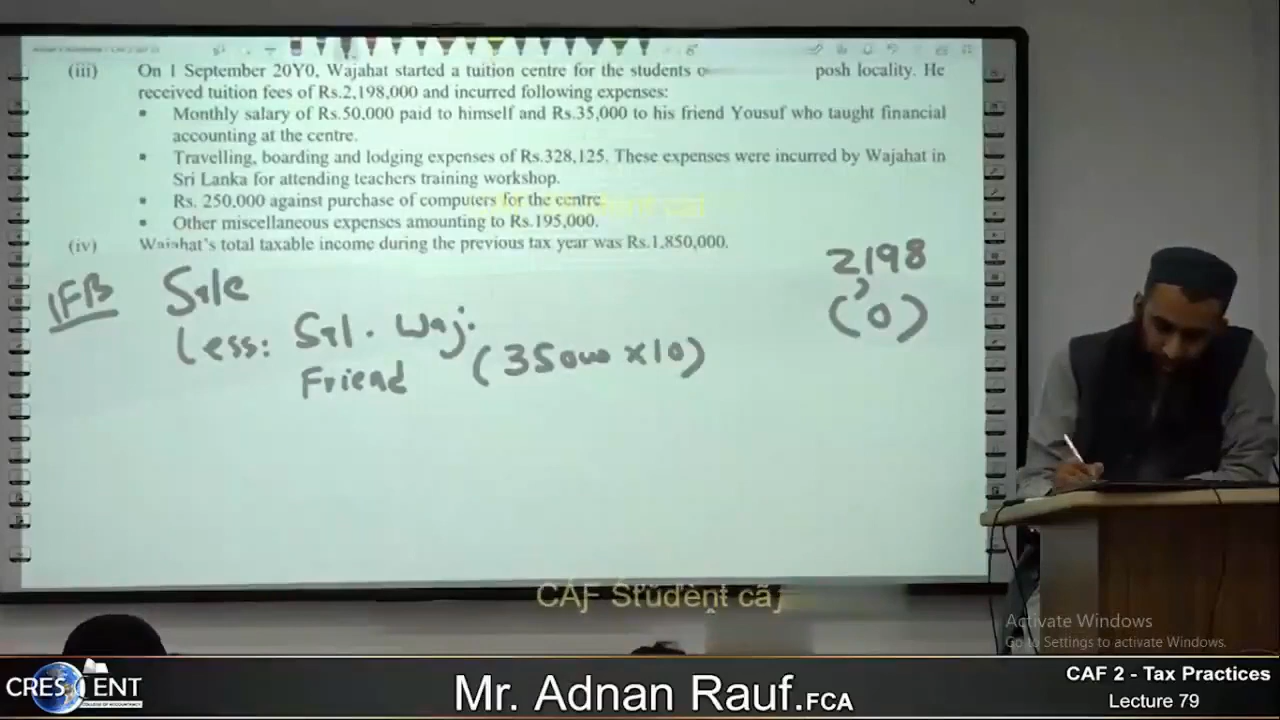 (iii) On 1 September 20Y0, Wajahat started a tuition centre for the students o posh locality. He
received tuition fees of Rs.2,198,000 and incurred following expenses:
▪ Monthly salary of Rs.50,000 paid to himself and Rs.35,000 to his friend Yousuf who taught financial
accounting at the centre.
▪ Travelling, boarding and lodging expenses of Rs.328,125. These expenses were incurred by Wajahat in
Sri Lanka for attending teachers training workshop.
▪ Rs. 250,000 against purchase of computers for the centre.
▪ Other miscellaneous expenses amounting to Rs.195,000.
(iv) Wajahat's total taxable income during the previous tax year was Rs.1,850,000.
IFB Sale 2,198
Less: Sal. Waj. (0)
Friend (35000 x10)
CAF Student
Activate Windows
Go to Settings to activate Windows.
CRESCENT
COLLEGE OF ACCOUNTANCY
Mr. Adnan Rauf.FCA
CAF 2 - Tax Practices
Lecture 79